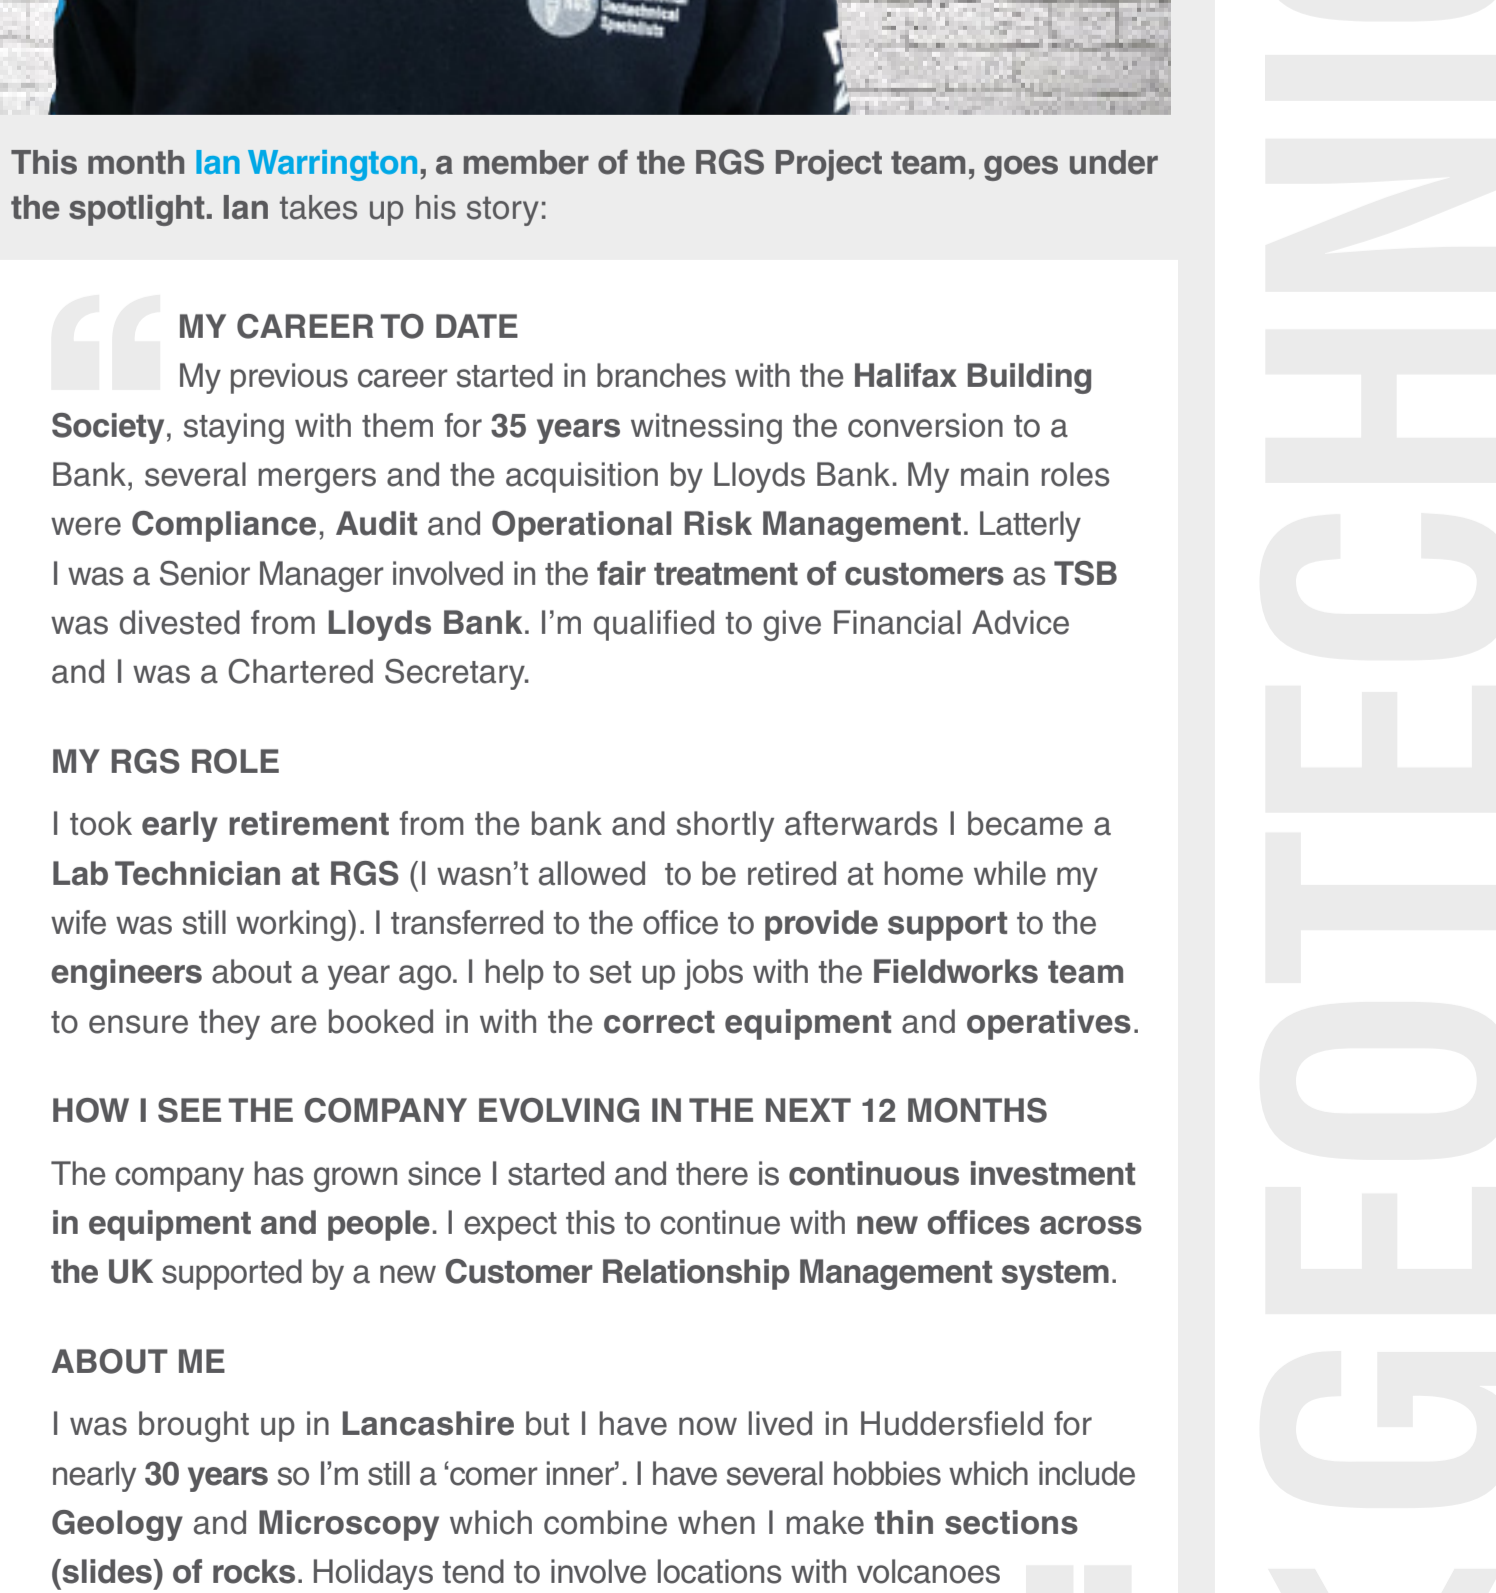 Geotechnical
Specialists
This month Ian Warrington, a member of the RGS Project team, goes under
the spotlight. Ian takes up his story:
“ MY CAREER TO DATE
My previous career started in branches with the Halifax Building
Society, staying with them for 35 years witnessing the conversion to a
Bank, several mergers and the acquisition by Lloyds Bank. My main roles
were Compliance, Audit and Operational Risk Management. Latterly
I was a Senior Manager involved in the fair treatment of customers as TSB
was divested from Lloyds Bank. I’m qualified to give Financial Advice
and I was a Chartered Secretary.
MY RGS ROLE
I took early retirement from the bank and shortly afterwards I became a
Lab Technician at RGS (I wasn’t allowed to be retired at home while my
wife was still working). I transferred to the office to provide support to the
engineers about a year ago. I help to set up jobs with the Fieldworks team
to ensure they are booked in with the correct equipment and operatives.
HOW I SEE THE COMPANY EVOLVING IN THE NEXT 12 MONTHS
The company has grown since I started and there is continuous investment
in equipment and people. I expect this to continue with new offices across
the UK supported by a new Customer Relationship Management system.
ABOUT ME
I was brought up in Lancashire but I have now lived in Huddersfield for
nearly 30 years so I’m still a ‘comer inner’. I have several hobbies which include
Geology and Microscopy which combine when I make thin sections
(slides) of rocks. Holidays tend to involve locations with volcanoes
GEOTECHNIC